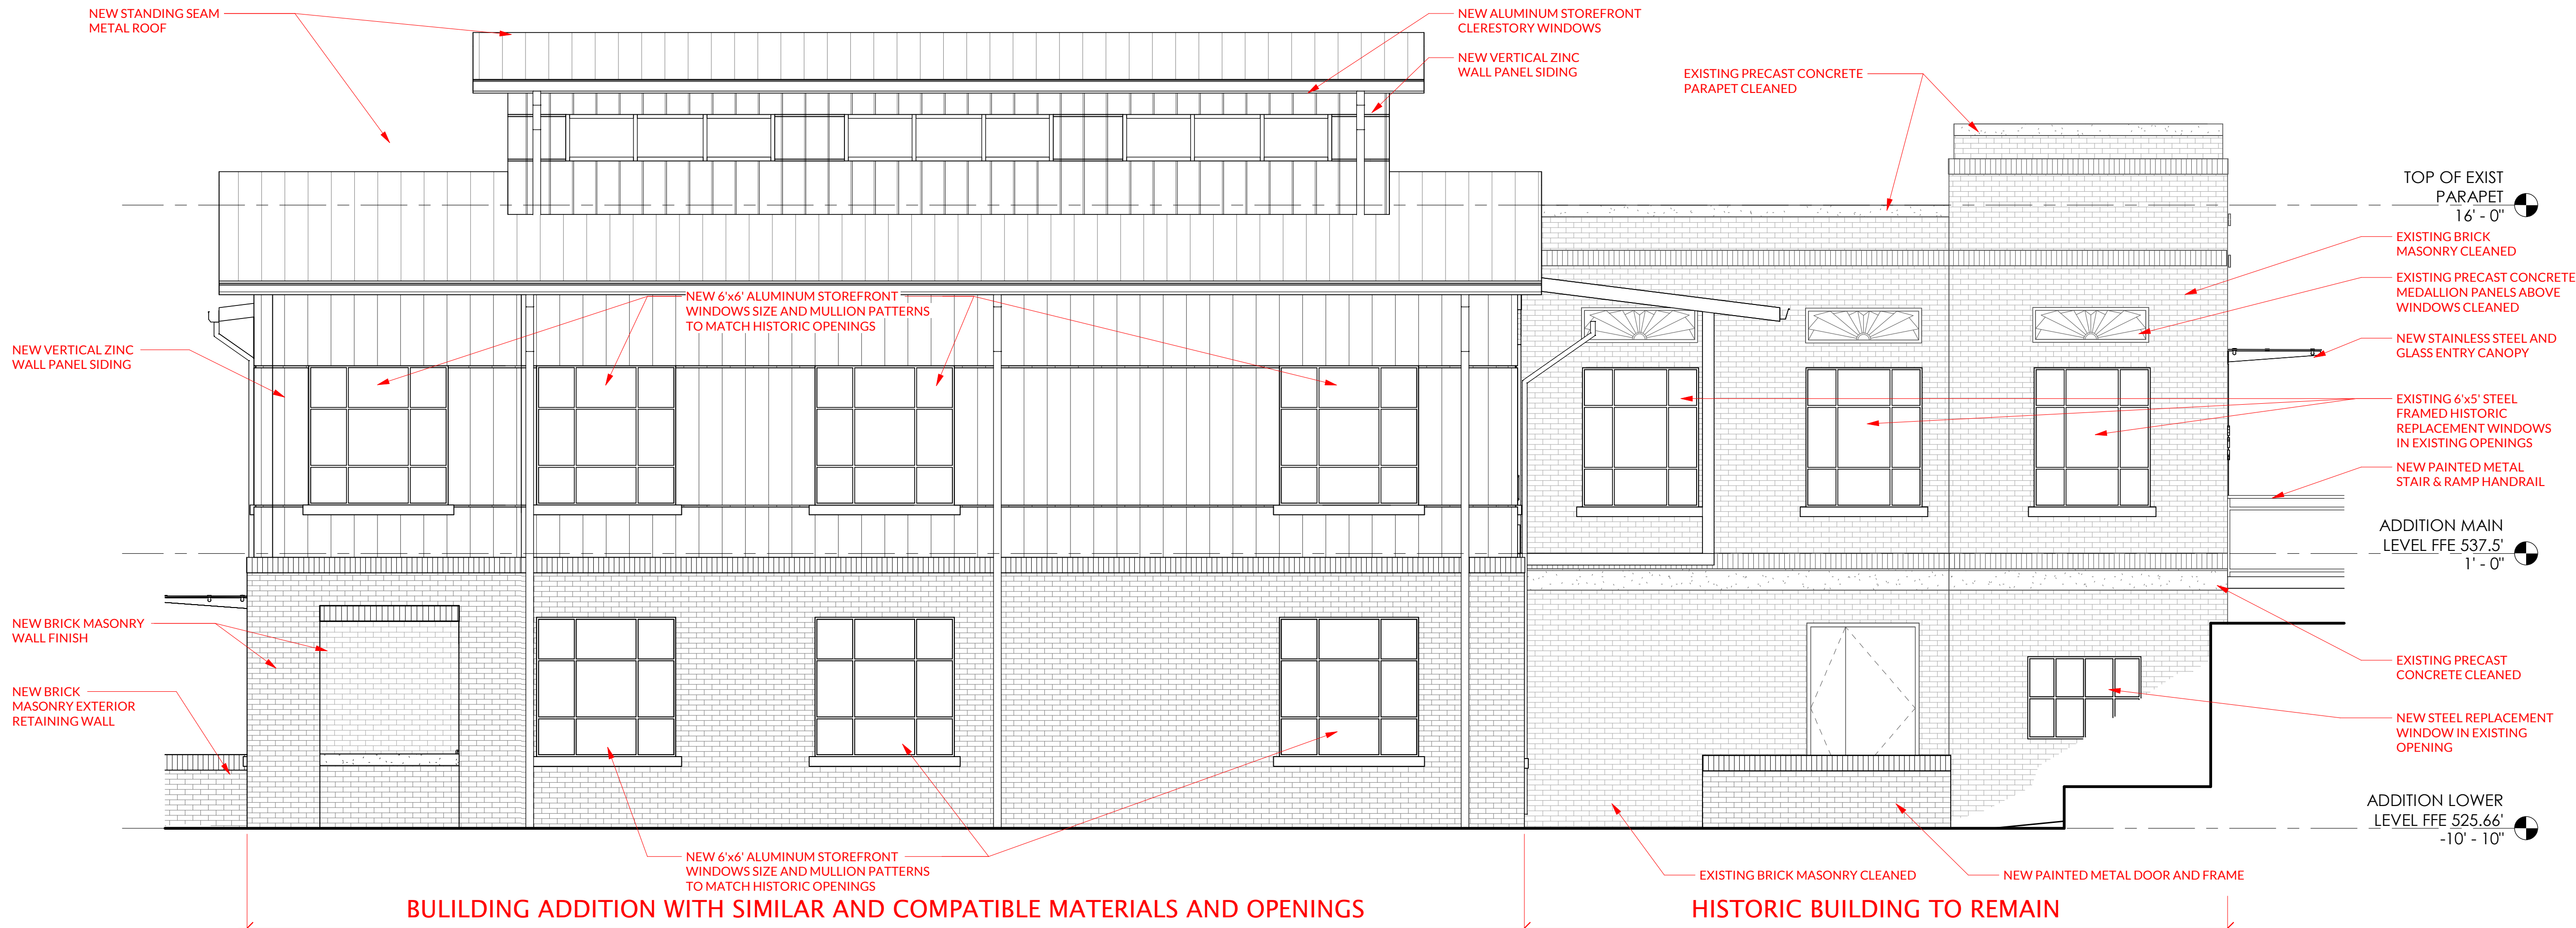 NEW STANDING SEAM
METAL ROOF
NEW ALUMINUM STOREFRONT
CLERESTORY WINDOWS
NEW VERTICAL ZINC
WALL PANEL SIDING
EXISTING PRECAST CONCRETE
PARAPET CLEANED
TOP OF EXIST
PARAPET
16' - 0"
EXISTING BRICK
MASONRY CLEANED
EXISTING PRECAST CONCRETE
MEDALLION PANELS ABOVE
WINDOWS CLEANED
NEW 6'x6' ALUMINUM STOREFRONT
WINDOWS SIZE AND MULLION PATTERNS
TO MATCH HISTORIC OPENINGS
NEW VERTICAL ZINC
WALL PANEL SIDING
NEW STAINLESS STEEL AND
GLASS ENTRY CANOPY
EXISTING 6'x5' STEEL
FRAMED HISTORIC
REPLACEMENT WINDOWS
IN EXISTING OPENINGS
NEW PAINTED METAL
STAIR & RAMP HANDRAIL
ADDITION MAIN
LEVEL FFE 537.5'
1' - 0"
NEW BRICK MASONRY
WALL FINISH
NEW BRICK
MASONRY EXTERIOR
RETAINING WALL
EXISTING PRECAST
CONCRETE CLEANED
NEW STEEL REPLACEMENT
WINDOW IN EXISTING
OPENING
ADDITION LOWER
LEVEL FFE 525.66'
-10' - 10"
NEW 6'x6' ALUMINUM STOREFRONT
WINDOWS SIZE AND MULLION PATTERNS
TO MATCH HISTORIC OPENINGS
EXISTING BRICK MASONRY CLEANED
NEW PAINTED METAL DOOR AND FRAME
BULILDING ADDITION WITH SIMILAR AND COMPATIBLE MATERIALS AND OPENINGS
HISTORIC BUILDING TO REMAIN